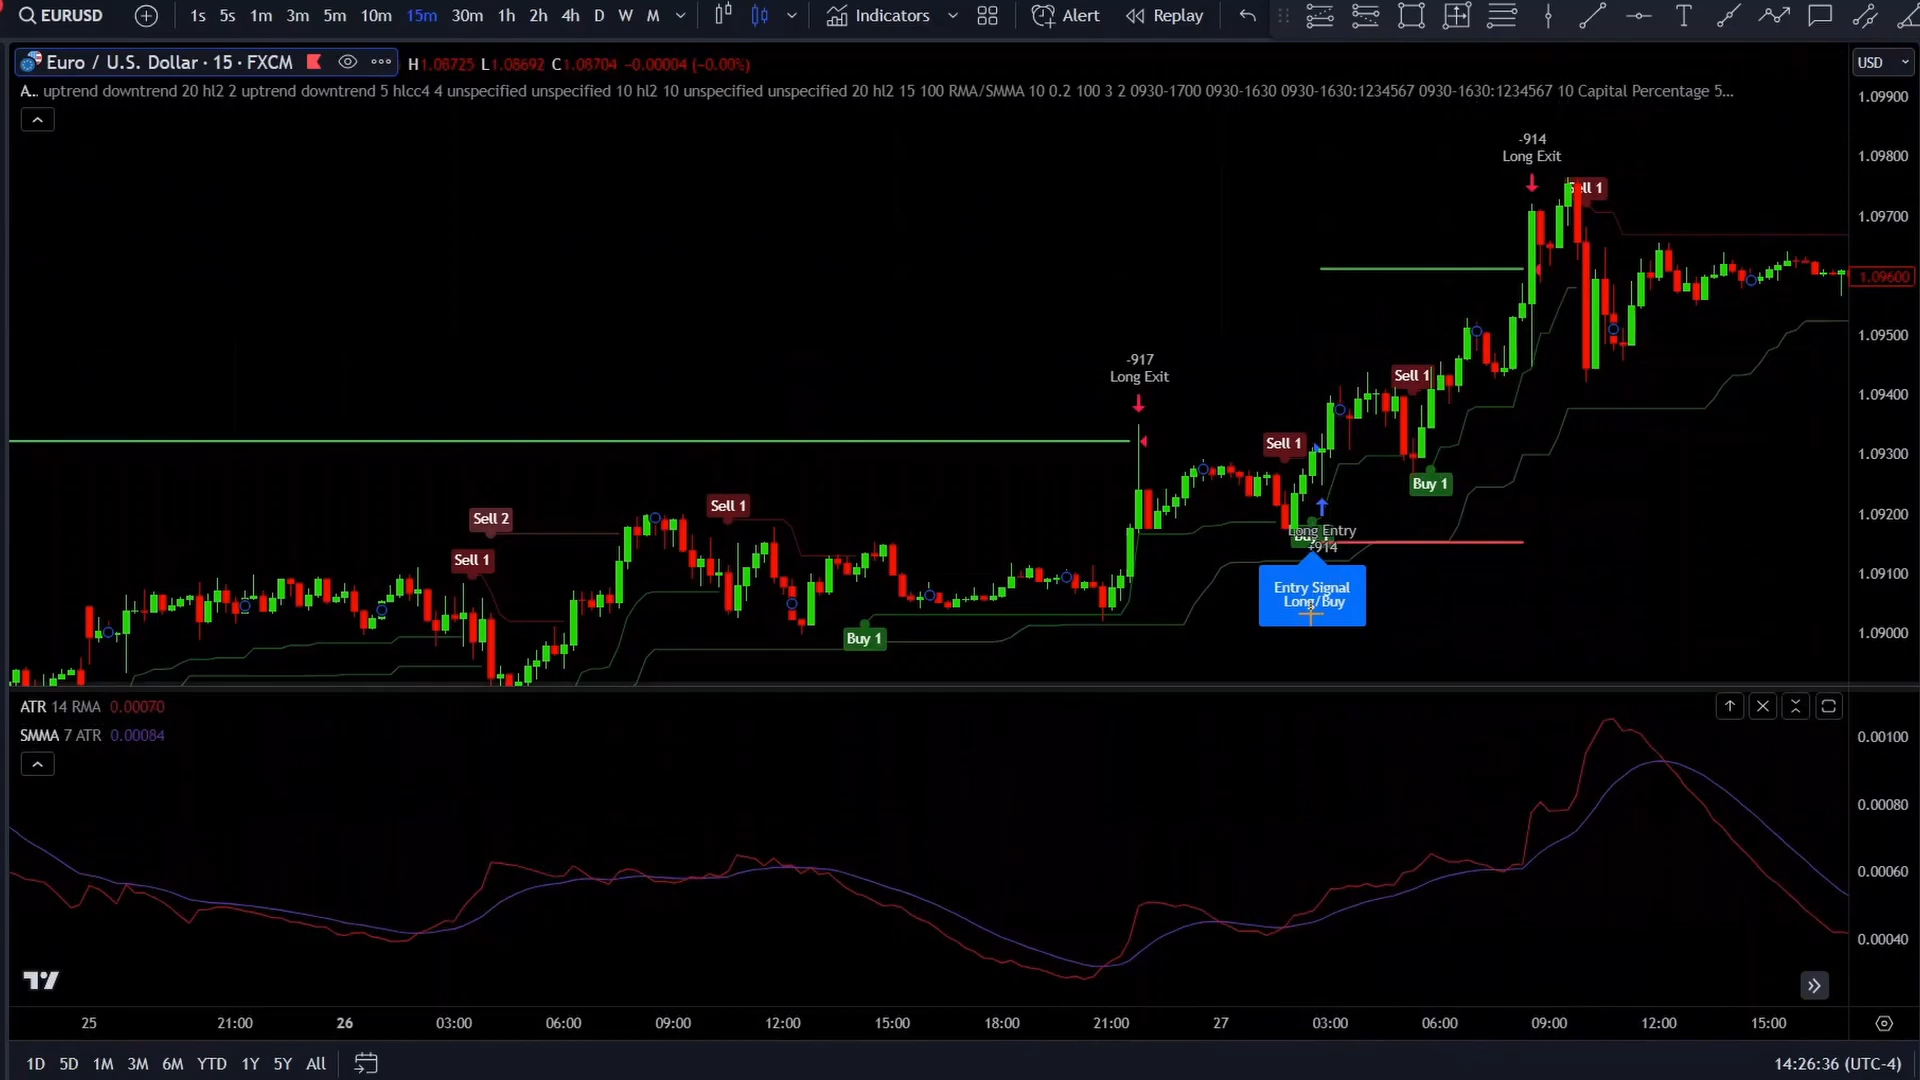 EURUSD 1s 5s 1m 3m 5m 10m 15m 30m 1h 2h 4h D W M Indicators Alert Replay
Euro / U.S. Dollar · 15 · FXCM H1.08725 L1.08692 C1.08704 −0.00004 (−0.00%) USD
A.. uptrend downtrend 20 hl2 2 uptrend downtrend 5 hlcc4 4 unspecified unspecified 10 hl2 10 unspecified unspecified 20 hl2 15 100 RMA/SMMA 10 0.2 100 3 2 0930-1700 0930-1630 0930-1630:1234567 0930-1630:1234567 10 Capital Percentage 5...
1.09900
-914
Long Exit
1.09800
Sell 1
1.09700
1.09600
1.09500
-917
Long Exit
Sell 1
1.09400
Sell 1
1.09300
Buy 1
Sell 2
Sell 1
1.09200
Long Entry
+914
Sell 1
1.09100
Entry Signal
Long/Buy
Buy 1
1.09000
ATR 14 RMA 0.00070
SMMA 7 ATR 0.00084
0.00100
0.00080
0.00060
0.00040
25 21:00 26 03:00 06:00 09:00 12:00 15:00 18:00 21:00 27 03:00 06:00 09:00 12:00 15:00
1D 5D 1M 3M 6M YTD 1Y 5Y All 14:26:36 (UTC-4)